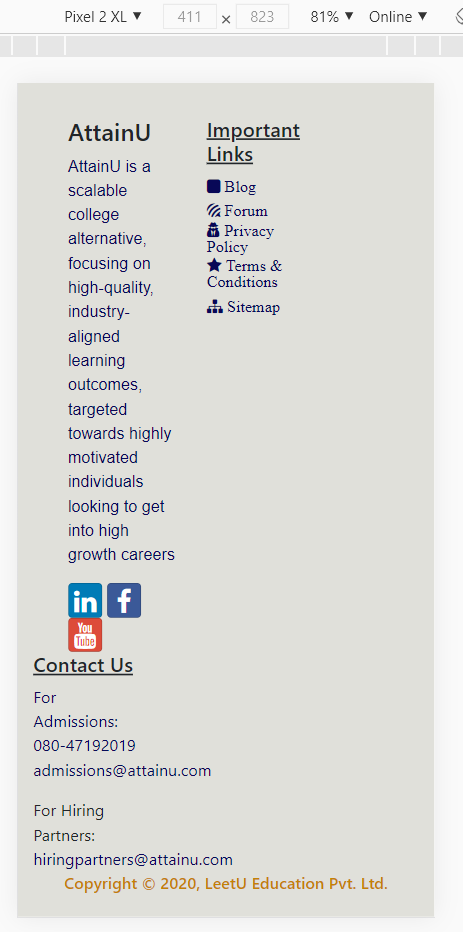 Pixel 2 XL ▼ 411 × 823 81% ▼ Online ▼
AttainU
AttainU is a
scalable
college
alternative,
focusing on
high-quality,
industry-
aligned
learning
outcomes,
targeted
towards highly
motivated
individuals
looking to get
into high
growth careers
in f
You
Tube
Important
Links
Blog
Forum
Privacy
Policy
Terms &
Conditions
Sitemap
Contact Us
For
Admissions:
080-47192019
admissions@attainu.com
For Hiring
Partners:
hiringpartners@attainu.com
Copyright © 2020, LeetU Education Pvt. Ltd.